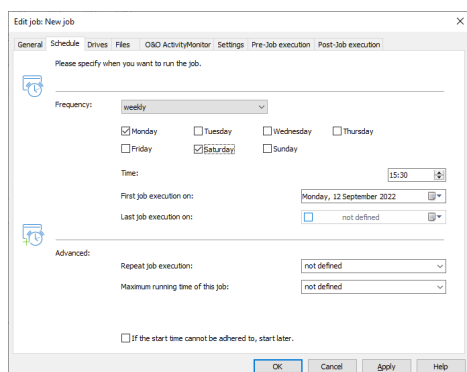 Edit job: New job
General Schedule Drives Files O&O ActivityMonitor Settings Pre-Job execution Post-Job execution
Please specify when you want to run the job.
Frequency: weekly
Monday Tuesday Wednesday Thursday
Friday Saturday Sunday
Time: 15:30
First job execution on: Monday, 12 September 2022
Last job execution on: not defined
Advanced:
Repeat job execution: not defined
Maximum running time of this job: not defined
If the start time cannot be adhered to, start later.
OK Cancel Apply Help